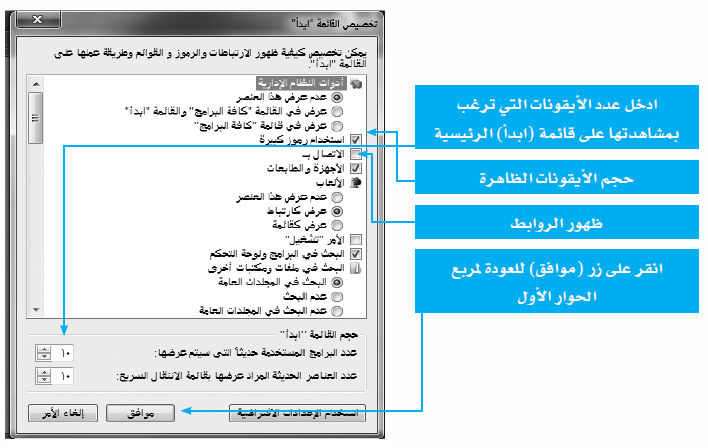 تخصيص القائمة "ابدأ"
يمكن تخصيص كيفية ظهور الارتباطات والرموز و القوائم وطريقة عملها على
القائمة "ابدأ".
أدوات النظام الإدارية
عدم عرض هذا العنصر
عرض في القائمة "كافة البرامج" والقائمة "ابدأ"
عرض في قائمة "كافة البرامج"
استخدام رموز كبيرة
الاتصال بـ
الأجهزة والطابعات
الألعاب
عدم عرض هذا العنصر
عرض كارتباط
عرض كقائمة
الأمر "تشغيل"
البحث في البرامج ولوحة التحكم
البحث في ملفات ومكتبات أخرى
البحث في المجلدات العامة
عدم البحث
عدم البحث في المجلدات العامة
حجم القائمة "ابدأ"
عدد البرامج المستخدمة حديثاً التى سيتم عرضها: ١٠
عدد العناصر الحديثة المراد عرضها بقائمة الانتقال السريع: ١٠
استخدام الإعدادات الافتراضية
موافق
إلغاء الأمر
ادخل عدد الأيقونات التي ترغب
بمشاهدتها على قائمة (ابدأ) الرئيسية
حجم الأيقونات الظاهرة
ظهور الروابط
انقر على زر (موافق) للعودة لمربع
الحوار الأول